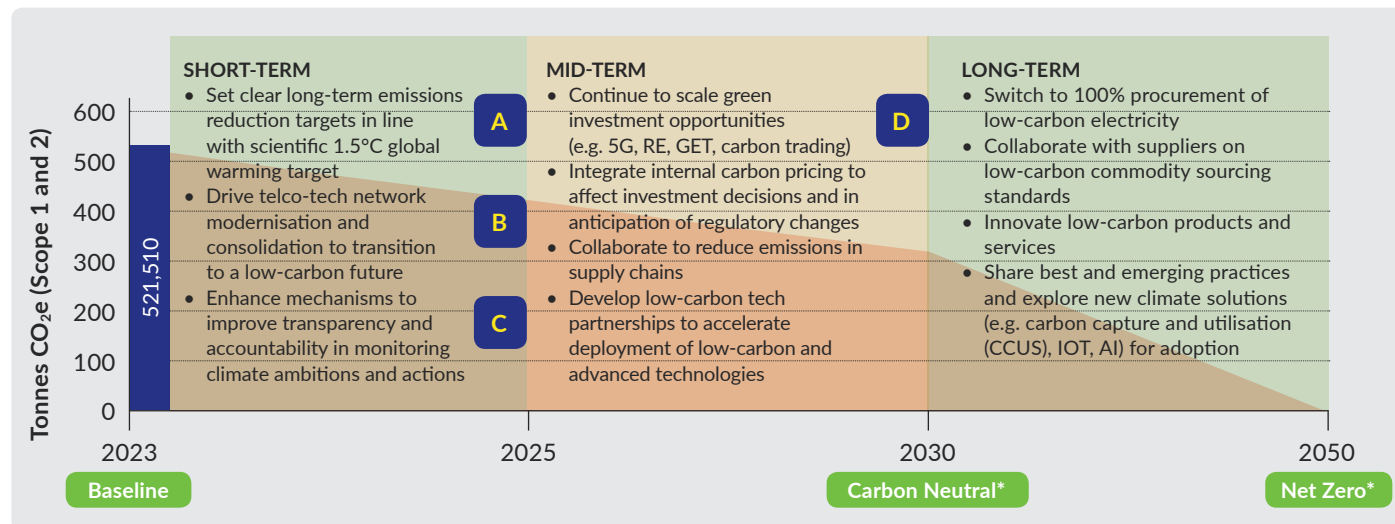 SHORT-TERM
• Set clear long-term emissions
reduction targets in line
with scientific 1.5°C global
warming target
• Drive telco-tech network
modernisation and
consolidation to transition
to a low-carbon future
• Enhance mechanisms to
improve transparency and
accountability in monitoring
climate ambitions and actions
A
B
C
MID-TERM
• Continue to scale green
investment opportunities
(e.g. 5G, RE, GET, carbon trading)
• Integrate internal carbon pricing to
affect investment decisions and in
anticipation of regulatory changes
• Collaborate to reduce emissions in
supply chains
• Develop low-carbon tech
partnerships to accelerate
deployment of low-carbon and
advanced technologies
D
LONG-TERM
• Switch to 100% procurement of
low-carbon electricity
• Collaborate with suppliers on
low-carbon commodity sourcing
standards
• Innovate low-carbon products and
services
• Share best and emerging practices
and explore new climate solutions
(e.g. carbon capture and utilisation
(CCUS), IOT, AI) for adoption
Tonnes CO₂e (Scope 1 and 2)
600
500
400
300
200
100
0
521,510
2023
2025
2030
2050
Baseline
Carbon Neutral*
Net Zero*